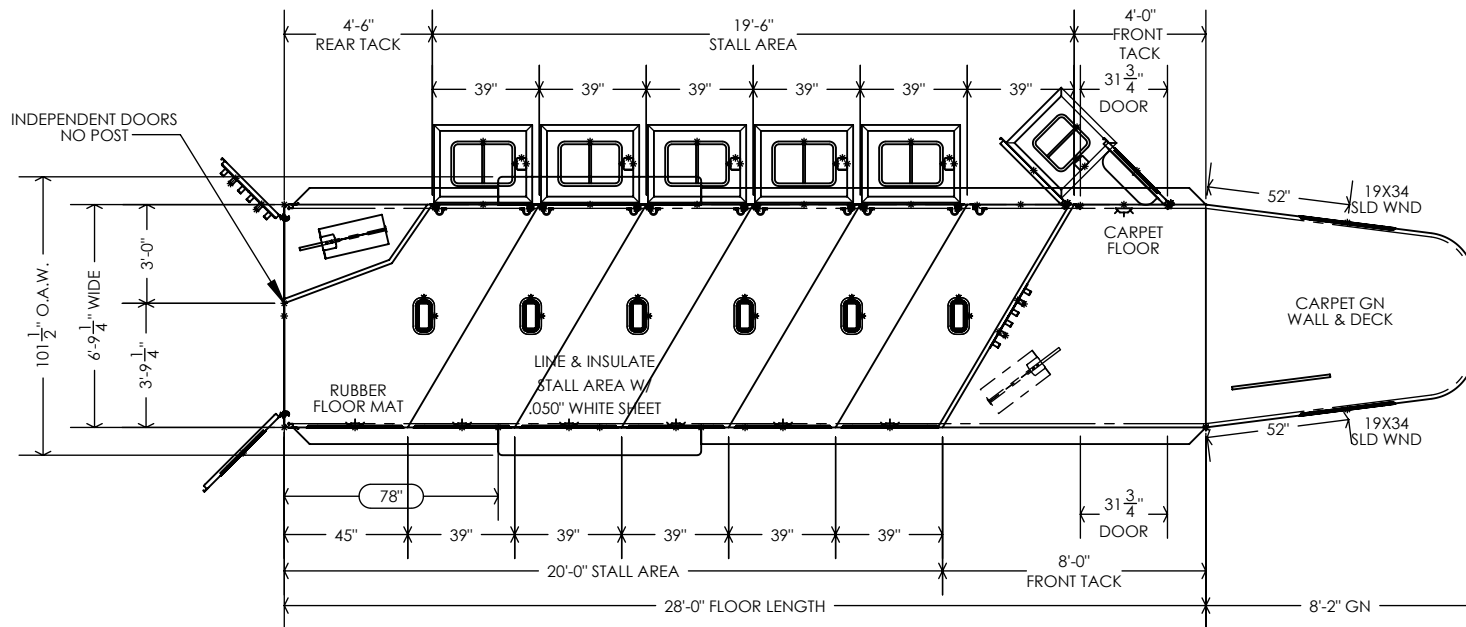 4'-6"
REAR TACK
19'-6"
STALL AREA
4'-0"
FRONT
TACK
39"
39"
39"
39"
39"
39"
31 3/4"
DOOR
INDEPENDENT DOORS
NO POST
52"
19X34
SLD WND
CARPET
FLOOR
101 1/2" O.A.W.
6'-9 1/4" WIDE
3'-0"
3'-9 1/4"
CARPET GN
WALL & DECK
LINE & INSULATE
STALL AREA W/
.050" WHITE SHEET
RUBBER
FLOOR MAT
52"
19X34
SLD WND
78"
31 3/4"
DOOR
45"
39"
39"
39"
39"
39"
20'-0" STALL AREA
8'-0"
FRONT TACK
28'-0" FLOOR LENGTH
8'-2" GN